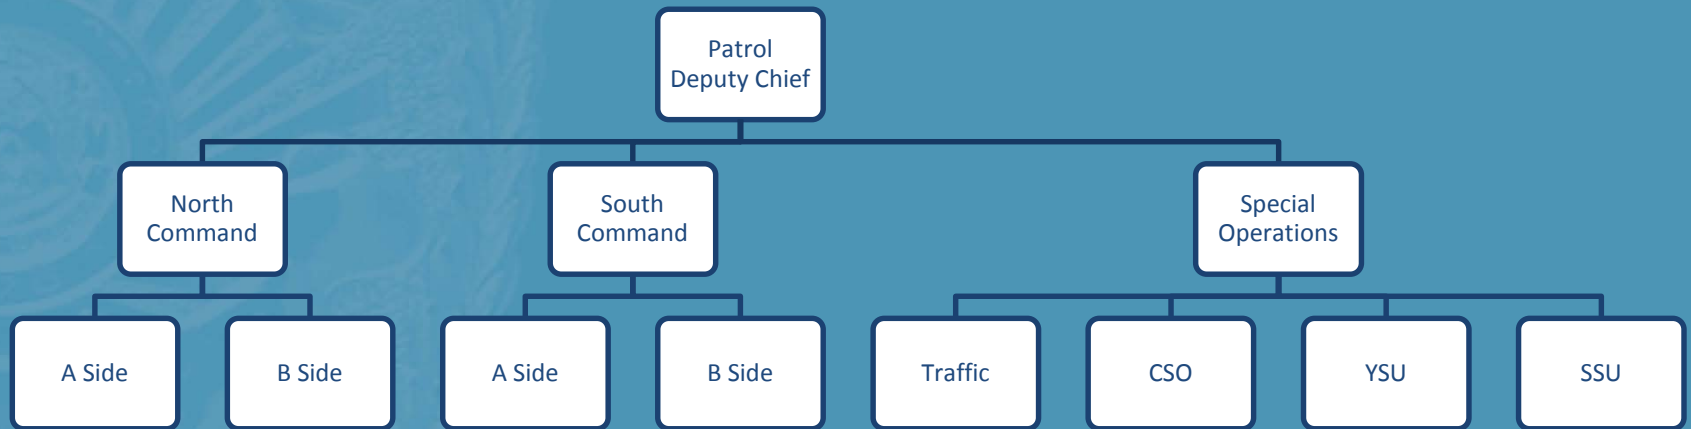 Patrol
Deputy Chief
North
Command
South
Command
Special
Operations
A Side
B Side
A Side
B Side
Traffic
CSO
YSU
SSU